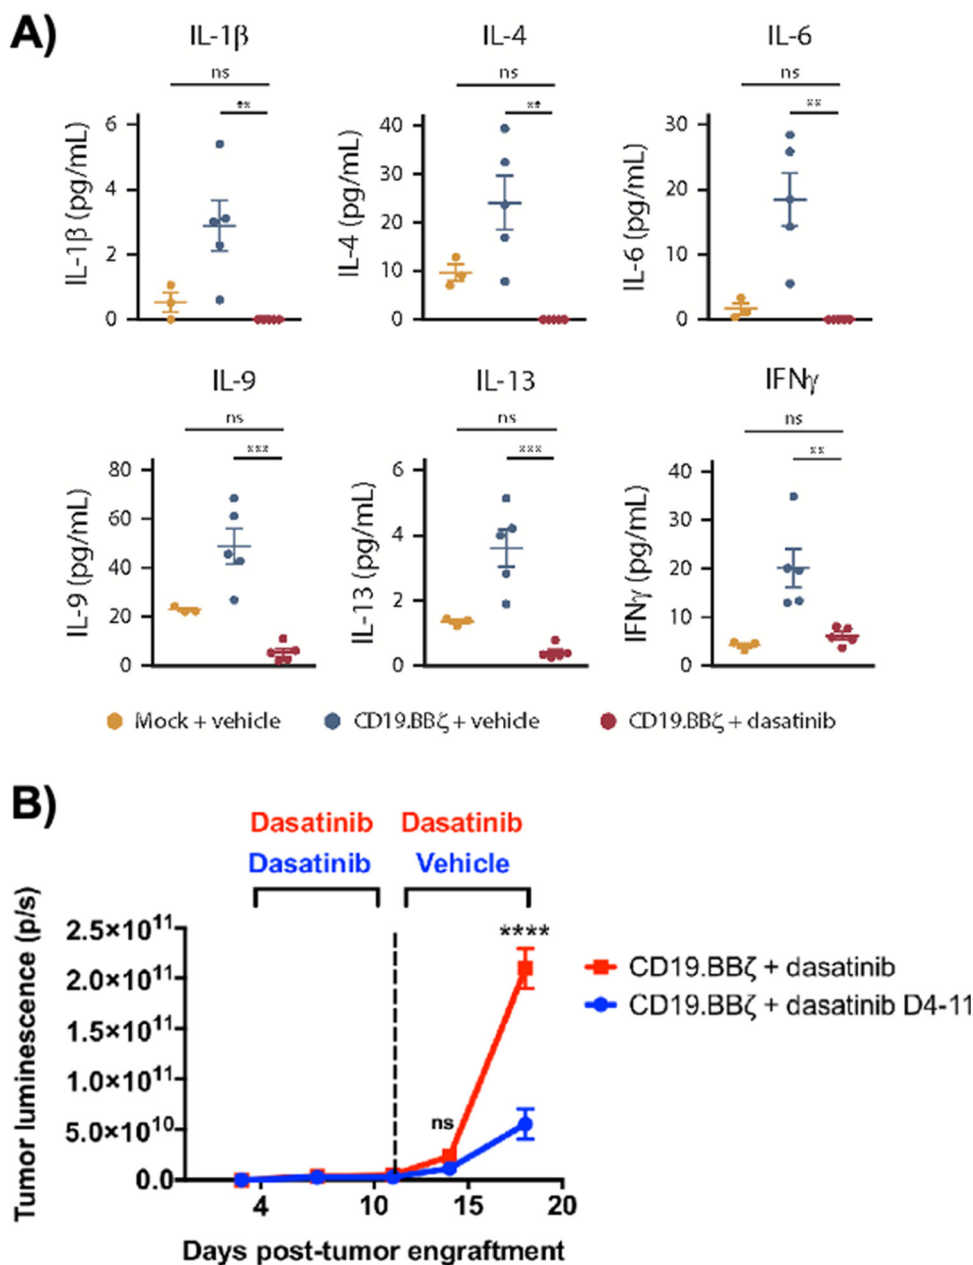 A)
IL-1β
ns
**
IL-1β (pg/mL)
6
4
2
0
IL-4
ns
**
IL-4 (pg/mL)
40
30
20
10
0
IL-6
ns
**
IL-6 (pg/mL)
30
20
10
0
IL-9
ns
***
IL-9 (pg/mL)
80
60
40
20
0
IL-13
ns
***
IL-13 (pg/mL)
6
4
2
0
IFNγ
ns
**
IFNγ (pg/mL)
40
30
20
10
0
Mock + vehicle
CD19.BBζ + vehicle
CD19.BBζ + dasatinib
B)
Dasatinib Dasatinib
Dasatinib Vehicle
Tumor luminescence (p/s)
2.5×10¹¹
2.0×10¹¹
1.5×10¹¹
1.0×10¹¹
5.0×10¹⁰
0.0
ns
****
4 10 15 20
Days post-tumor engraftment
CD19.BBζ + dasatinib
CD19.BBζ + dasatinib D4-11